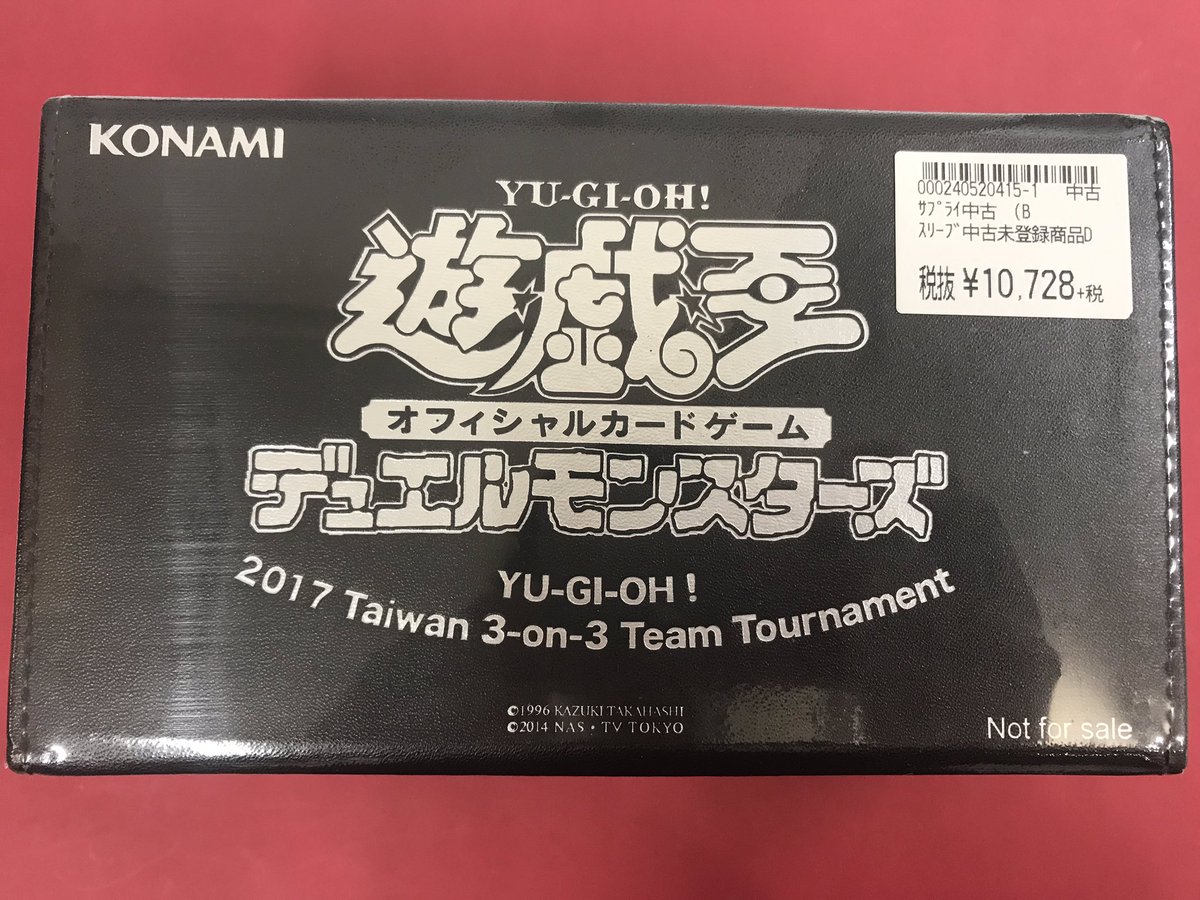 KONAMI
000240520415-1 中古
ｻﾌﾟﾗｲ中古 (B
ｽﾘｰﾌﾞ中古未登録商品D
税抜 ¥10,728+税
YU-GI-OH!
遊☆戯☆王
オフィシャルカードゲーム
デュエルモンスターズ
YU-GI-OH !
2017 Taiwan 3-on-3 Team Tournament
©1996 KAZUKI TAKAHASHI
©2014 NAS・TV TOKYO
Not for sale